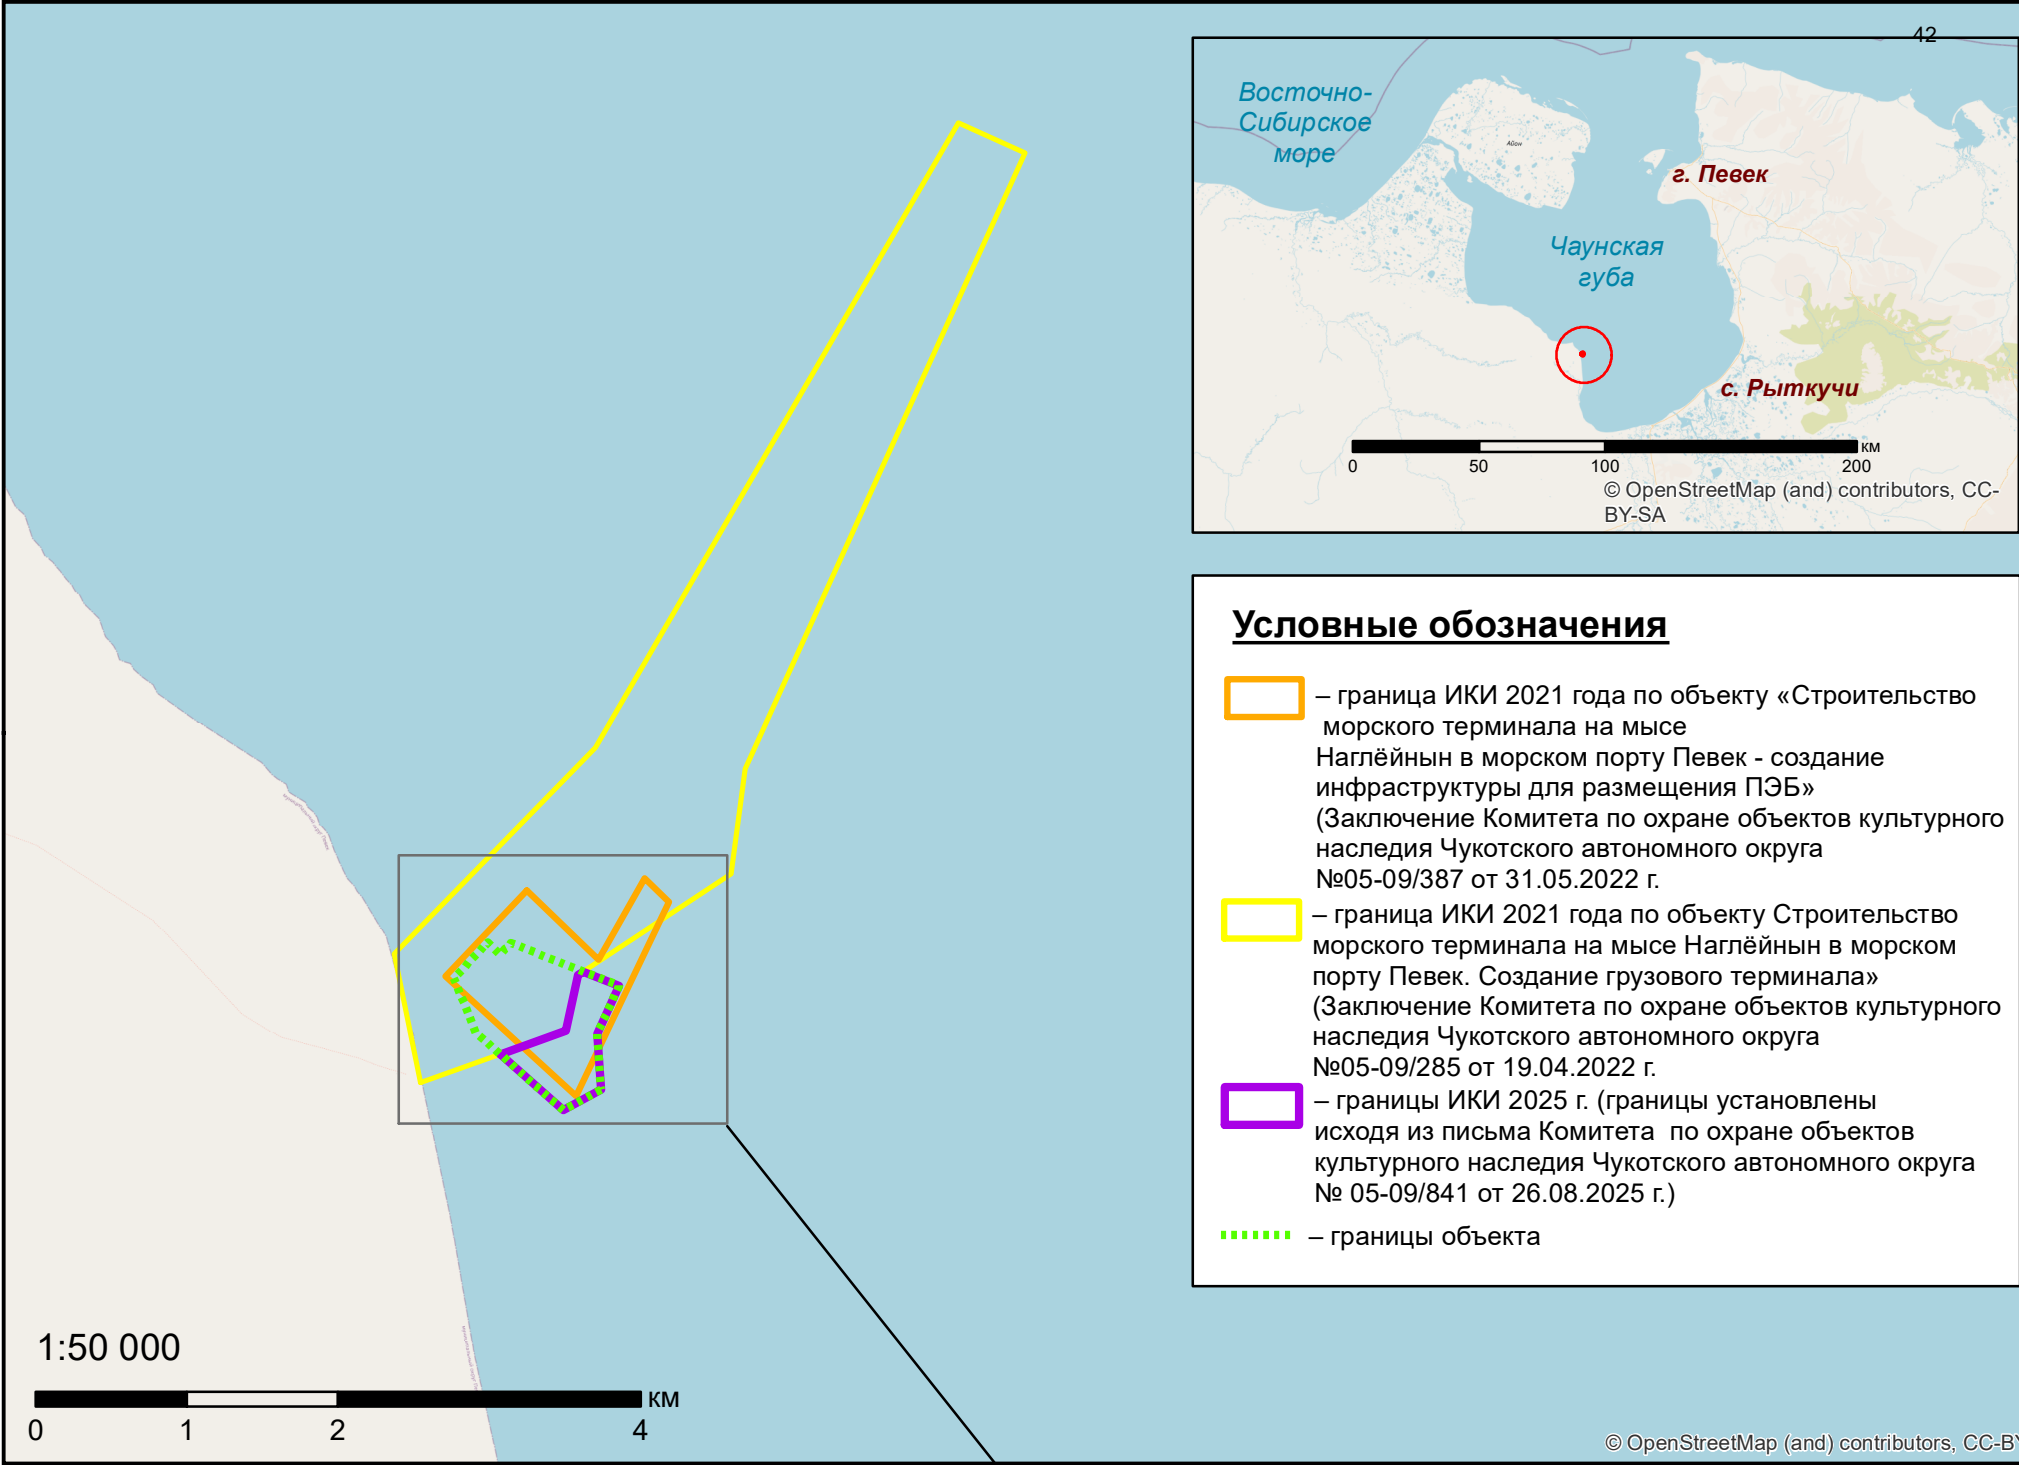 42
Восточно-
Сибирское
море
Айон
г. Певек
Чаунская
губа
с. Рыткучи
км
0 50 100 200
© OpenStreetMap (and) contributors, CC-
BY-SA
Условные обозначения
– граница ИКИ 2021 года по объекту «Строительство
морского терминала на мысе
Наглёйнын в морском порту Певек - создание
инфраструктуры для размещения ПЭБ»
(Заключение Комитета по охране объектов культурного
наследия Чукотского автономного округа
№05-09/387 от 31.05.2022 г.
– граница ИКИ 2021 года по объекту Строительство
морского терминала на мысе Наглёйнын в морском
порту Певек. Создание грузового терминала»
(Заключение Комитета по охране объектов культурного
наследия Чукотского автономного округа
№05-09/285 от 19.04.2022 г.
– границы ИКИ 2025 г. (границы установлены
исходя из письма Комитета по охране объектов
культурного наследия Чукотского автономного округа
№ 05-09/841 от 26.08.2025 г.)
– границы объекта
1:50 000
км
0 1 2 4
© OpenStreetMap (and) contributors, CC-BY